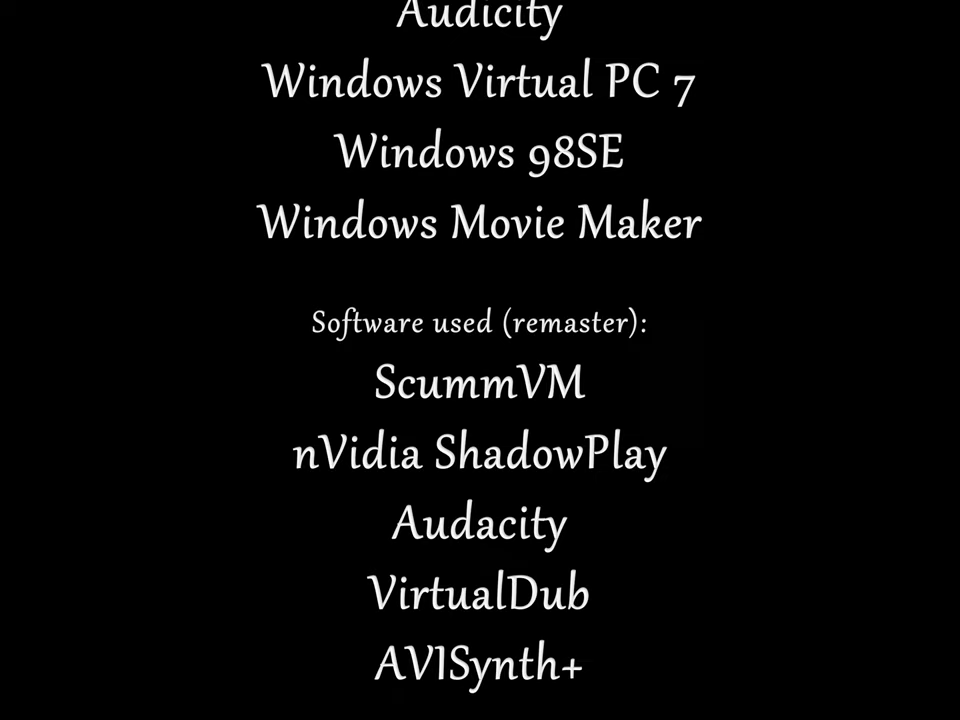 Audicity
Windows Virtual PC 7
Windows 98SE
Windows Movie Maker
Software used (remaster):
ScummVM
nVidia ShadowPlay
Audacity
VirtualDub
AVISynth+